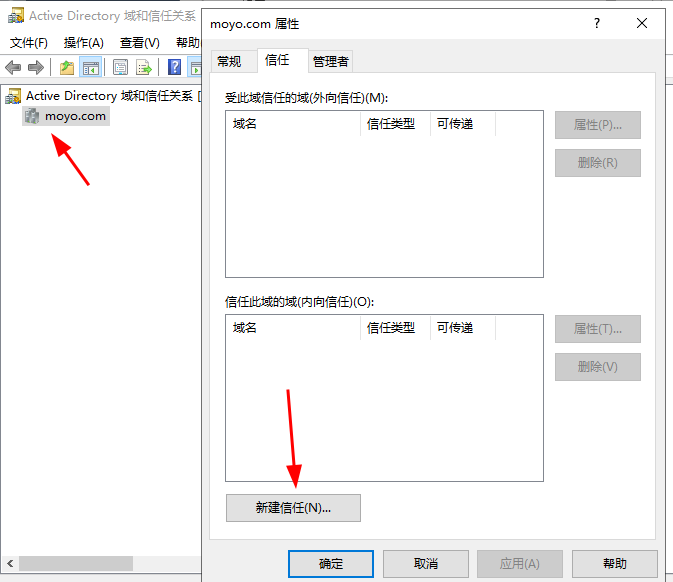 Active Directory 域和信任关系
文件(F) 操作(A) 查看(V) 帮助
Active Directory 域和信任关系 [
moyo.com
moyo.com 属性
?
常规 信任 管理者
受此域信任的域(外向信任)(M):
域名 信任类型 可传递
属性(P)...
删除(R)
信任此域的域(内向信任)(O):
域名 信任类型 可传递
属性(T)...
删除(V)
新建信任(N)...
确定 取消 应用(A) 帮助